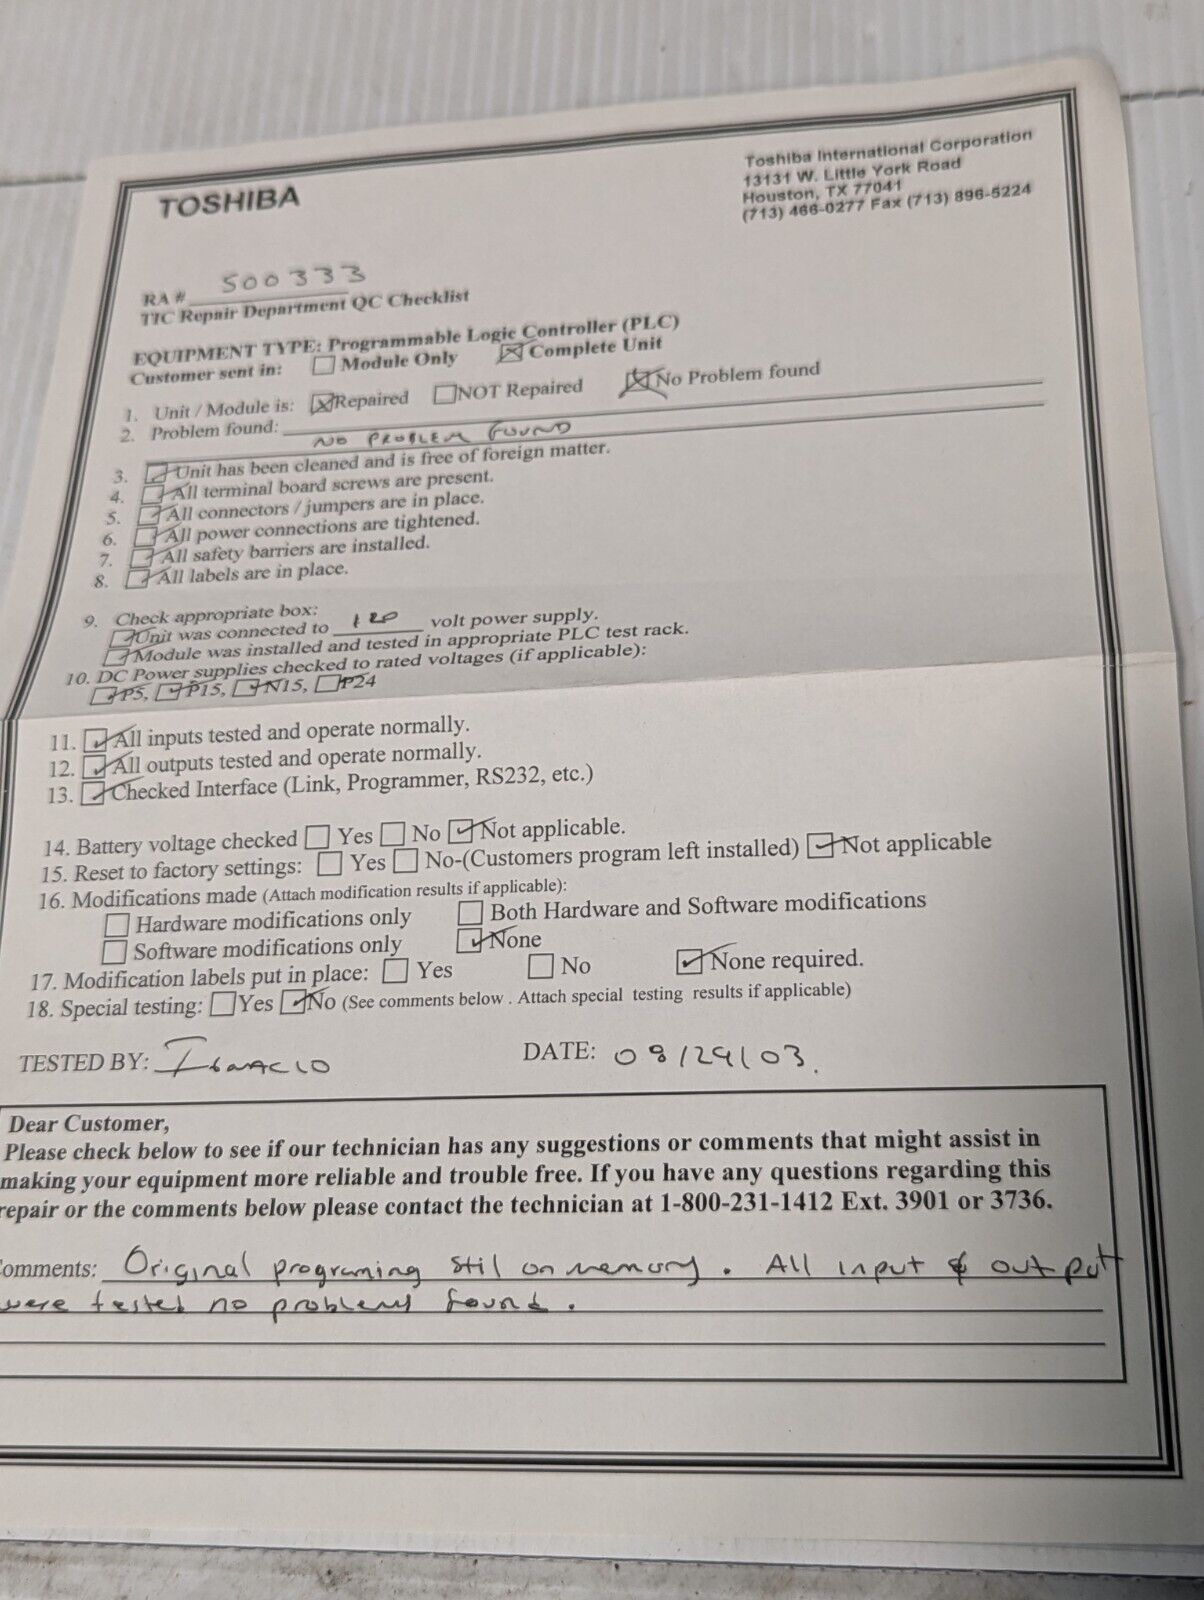 TOSHIBA
Toshiba International Corporation
13131 W. Little York Road
Houston, TX 77041
(713) 466-0277 Fax (713) 896-5224
RA # 500333
TIC Repair Department QC Checklist
EQUIPMENT TYPE: Programmable Logic Controller (PLC)
Customer sent in: Module Only Complete Unit
1. Unit / Module is: Repaired NOT Repaired No Problem found
2. Problem found: NO PROBLEM FOUND
3. Unit has been cleaned and is free of foreign matter.
4. All terminal board screws are present.
5. All connectors / jumpers are in place.
6. All power connections are tightened.
7. All safety barriers are installed.
8. All labels are in place.
9. Check appropriate box:
Unit was connected to 120 volt power supply.
Module was installed and tested in appropriate PLC test rack.
10. DC Power supplies checked to rated voltages (if applicable):
P5, P15, N15, P24
11. All inputs tested and operate normally.
12. All outputs tested and operate normally.
13. Checked Interface (Link, Programmer, RS232, etc.)
14. Battery voltage checked Yes No Not applicable.
15. Reset to factory settings: Yes No-(Customers program left installed) Not applicable
16. Modifications made (Attach modification results if applicable):
Hardware modifications only Both Hardware and Software modifications
Software modifications only None
17. Modification labels put in place: Yes No None required.
18. Special testing: Yes No (See comments below . Attach special testing results if applicable)
TESTED BY: Ignacio DATE: 08/29/03.
Dear Customer,
Please check below to see if our technician has any suggestions or comments that might assist in
making your equipment more reliable and trouble free. If you have any questions regarding this
repair or the comments below please contact the technician at 1-800-231-1412 Ext. 3901 or 3736.
omments: Original programing stil on memory. All input & out putt
were tested no problems found.